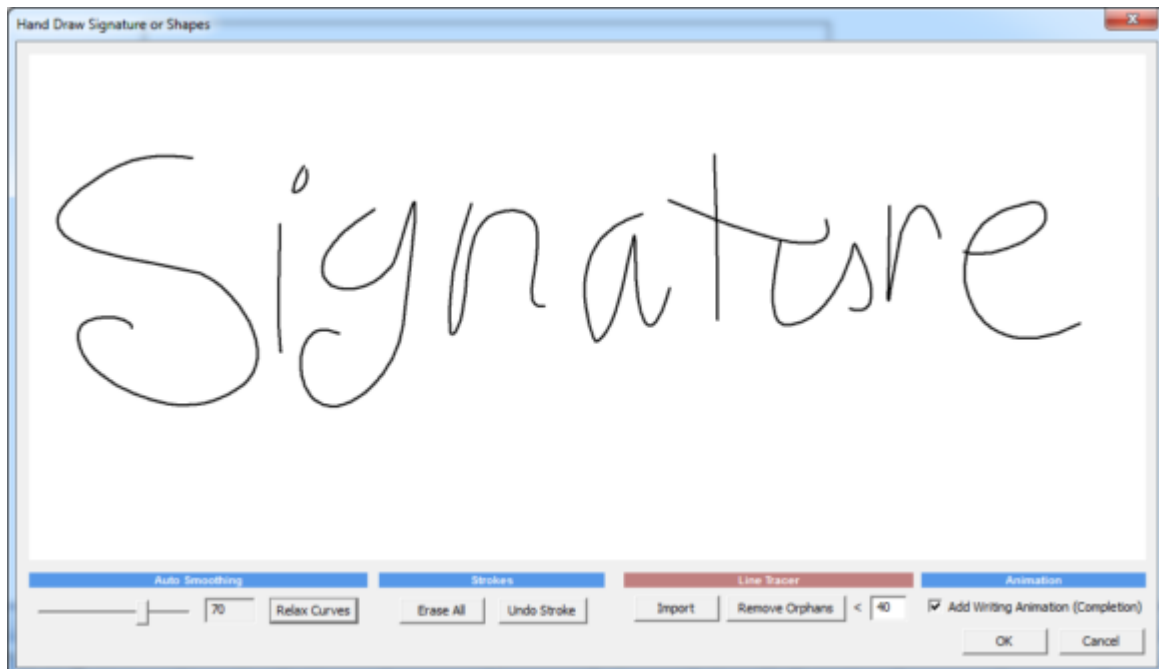 Hand Draw Signature or Shapes
Signature
Auto Smoothing Strokes Line Tracer Animation
70 Relax Curves Erase All Undo Stroke Import Remove Orphans < 40 Add Writing Animation (Completion)
OK Cancel